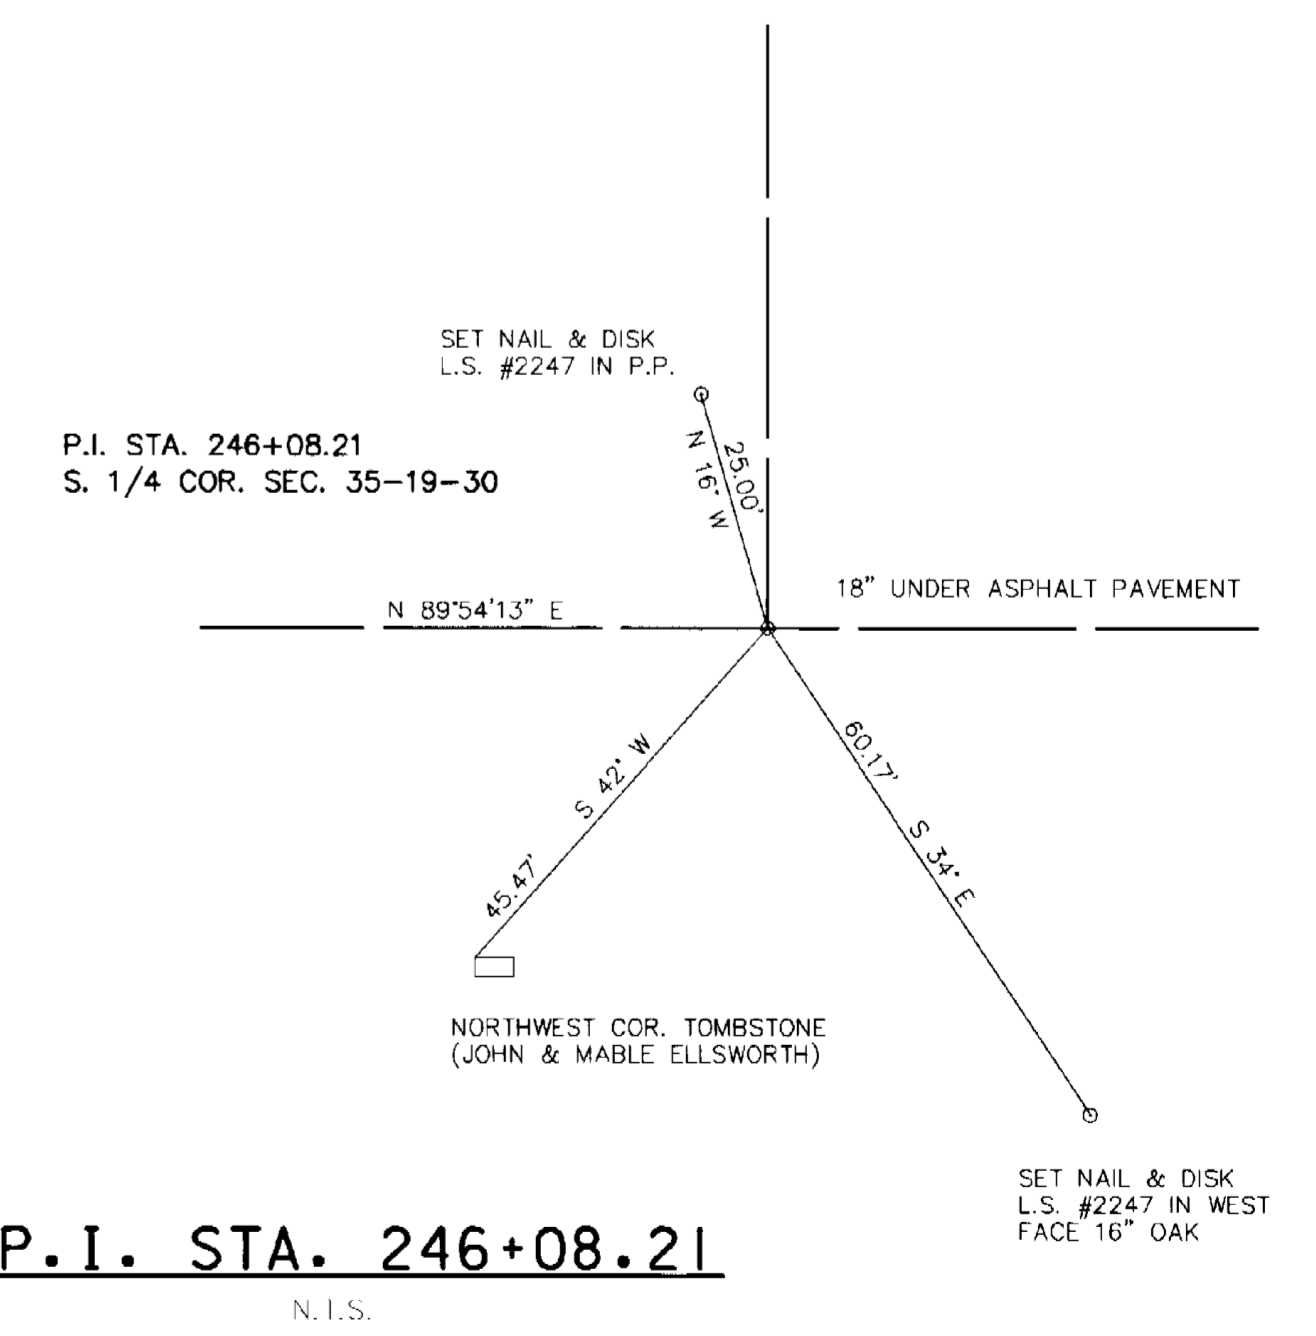 SET NAIL & DISK
L.S. #2247 IN P.P.
P.I. STA. 246+08.21
S. 1/4 COR. SEC. 35-19-30
25.00'
N 16° W
18" UNDER ASPHALT PAVEMENT
N 89°54'13" E
S 42° W
45.47'
60.17'
S 34° E
NORTHWEST COR. TOMBSTONE
(JOHN & MABLE ELLSWORTH)
SET NAIL & DISK
L.S. #2247 IN WEST
FACE 16" OAK
P.I. STA. 246+08.21
N.T.S.